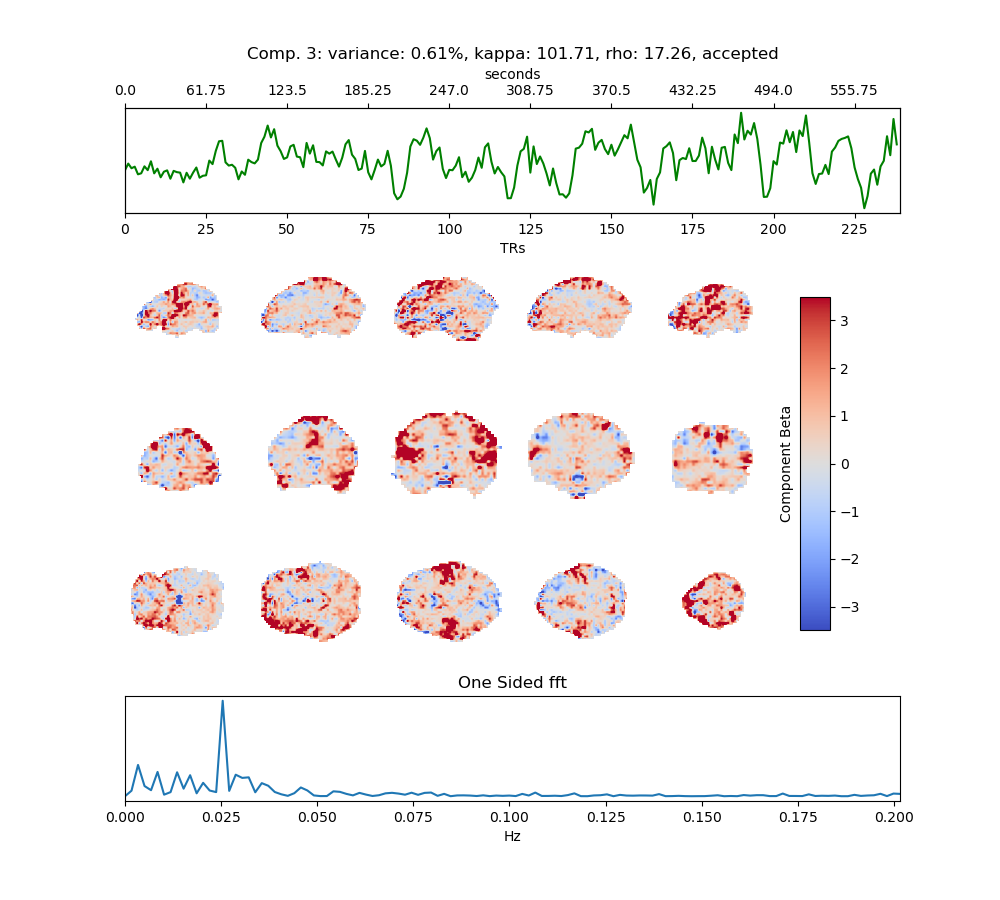 Comp. 3: variance: 0.61%, kappa: 101.71, rho: 17.26, accepted
seconds
0.0 61.75 123.5 185.25 247.0 308.75 370.5 432.25 494.0 555.75
0 25 50 75 100 125 150 175 200 225
TRs
3
2
1
0
−1
−2
−3
Component Beta
One Sided fft
0.000 0.025 0.050 0.075 0.100 0.125 0.150 0.175 0.200
Hz